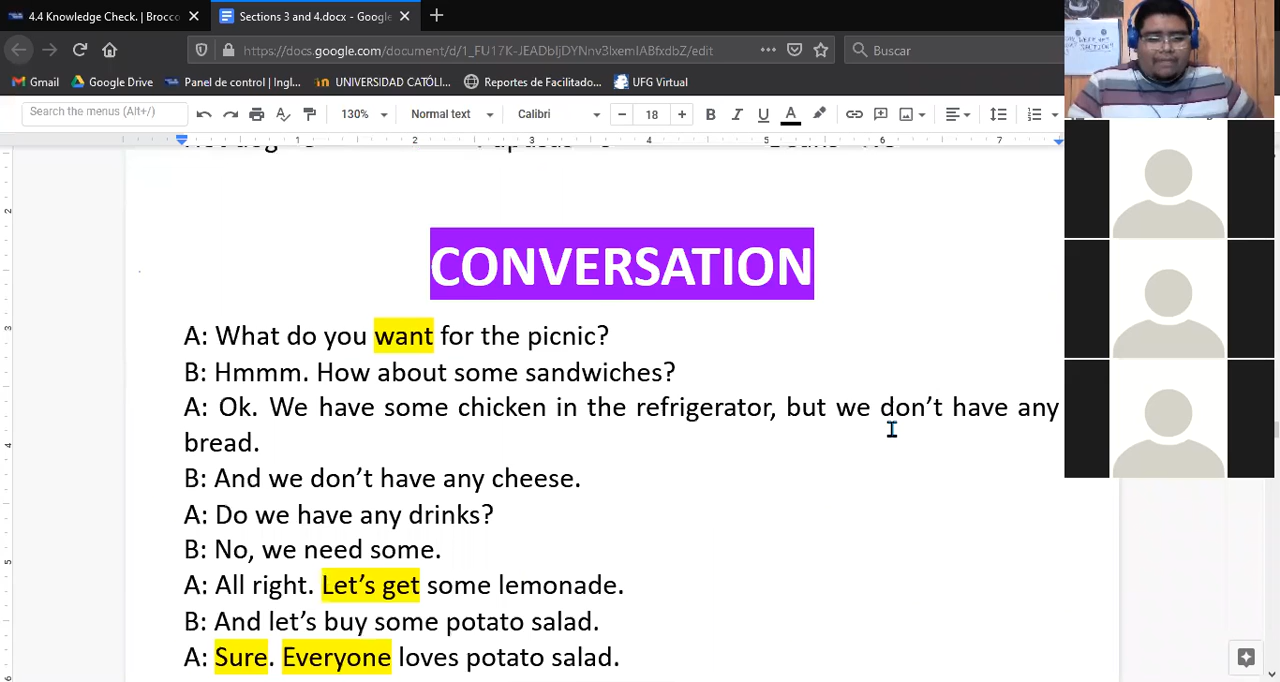 4.4 Knowledge Check. | Brocco
Sections 3 and 4.docx - Google
https://docs.google.com/document/d/1_FU17K-JEADbIjDYNnv3lxemIABfxdbZ/edit
Buscar
Gmail
Google Drive
Panel de control | Ingl...
UNIVERSIDAD CATÓLI...
Reportes de Facilitado...
UFG Virtual
Search the menus (Alt+/)
130%
Normal text
Calibri
18
CONVERSATION
A: What do you want for the picnic?
B: Hmmm. How about some sandwiches?
A: Ok. We have some chicken in the refrigerator, but we don’t have any
bread.
B: And we don’t have any cheese.
A: Do we have any drinks?
B: No, we need some.
A: All right. Let’s get some lemonade.
B: And let’s buy some potato salad.
A: Sure. Everyone loves potato salad.